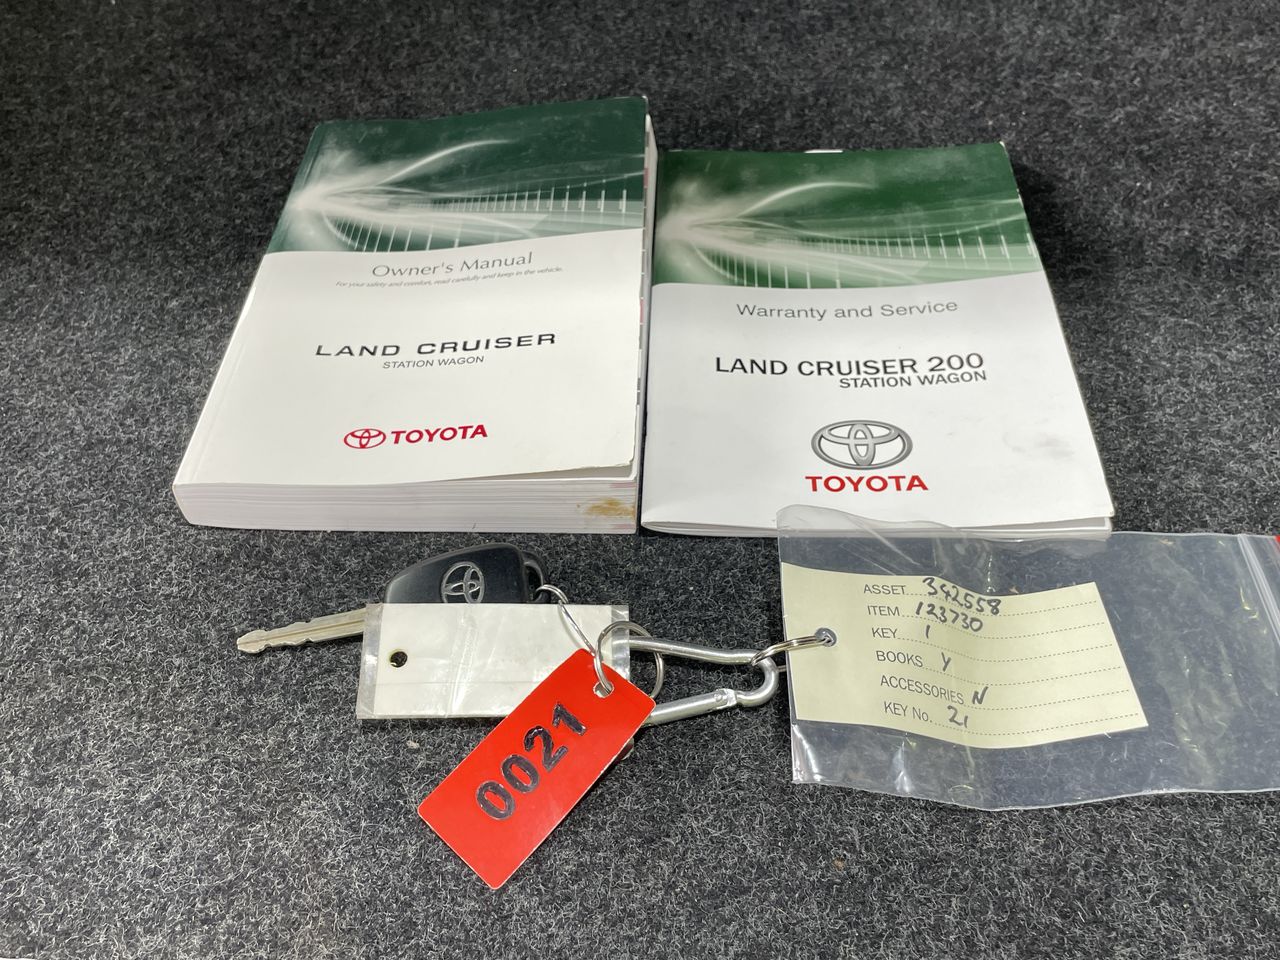 Owner's Manual
For your safety and comfort, read carefully and keep in the vehicle.
LAND CRUISER
STATION WAGON
TOYOTA
Warranty and Service
LAND CRUISER 200
STATION WAGON
TOYOTA
ASSET 342558
ITEM 123730
KEY 1
BOOKS Y
ACCESSORIES N
KEY No. 21
0021